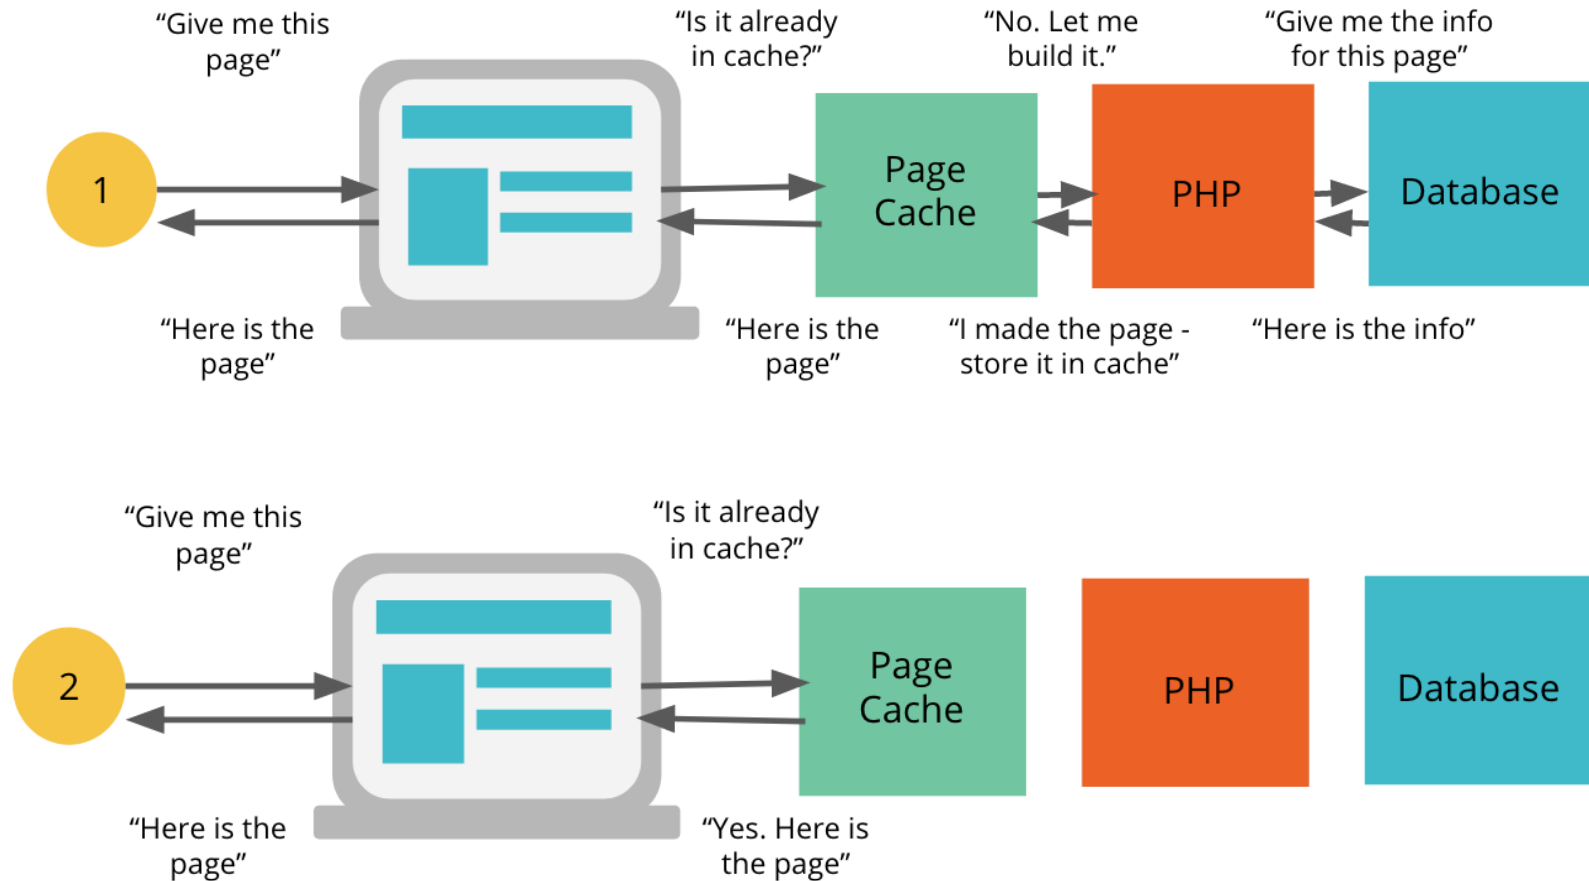 “Give me this
page”
“Is it already
in cache?”
“No. Let me
build it.”
“Give me the info
for this page”
1
Page
Cache
PHP
Database
“Here is the
page”
“Here is the
page”
“I made the page -
store it in cache”
“Here is the info”
“Give me this
page”
“Is it already
in cache?”
2
Page
Cache
PHP
Database
“Here is the
page”
“Yes. Here is
the page”